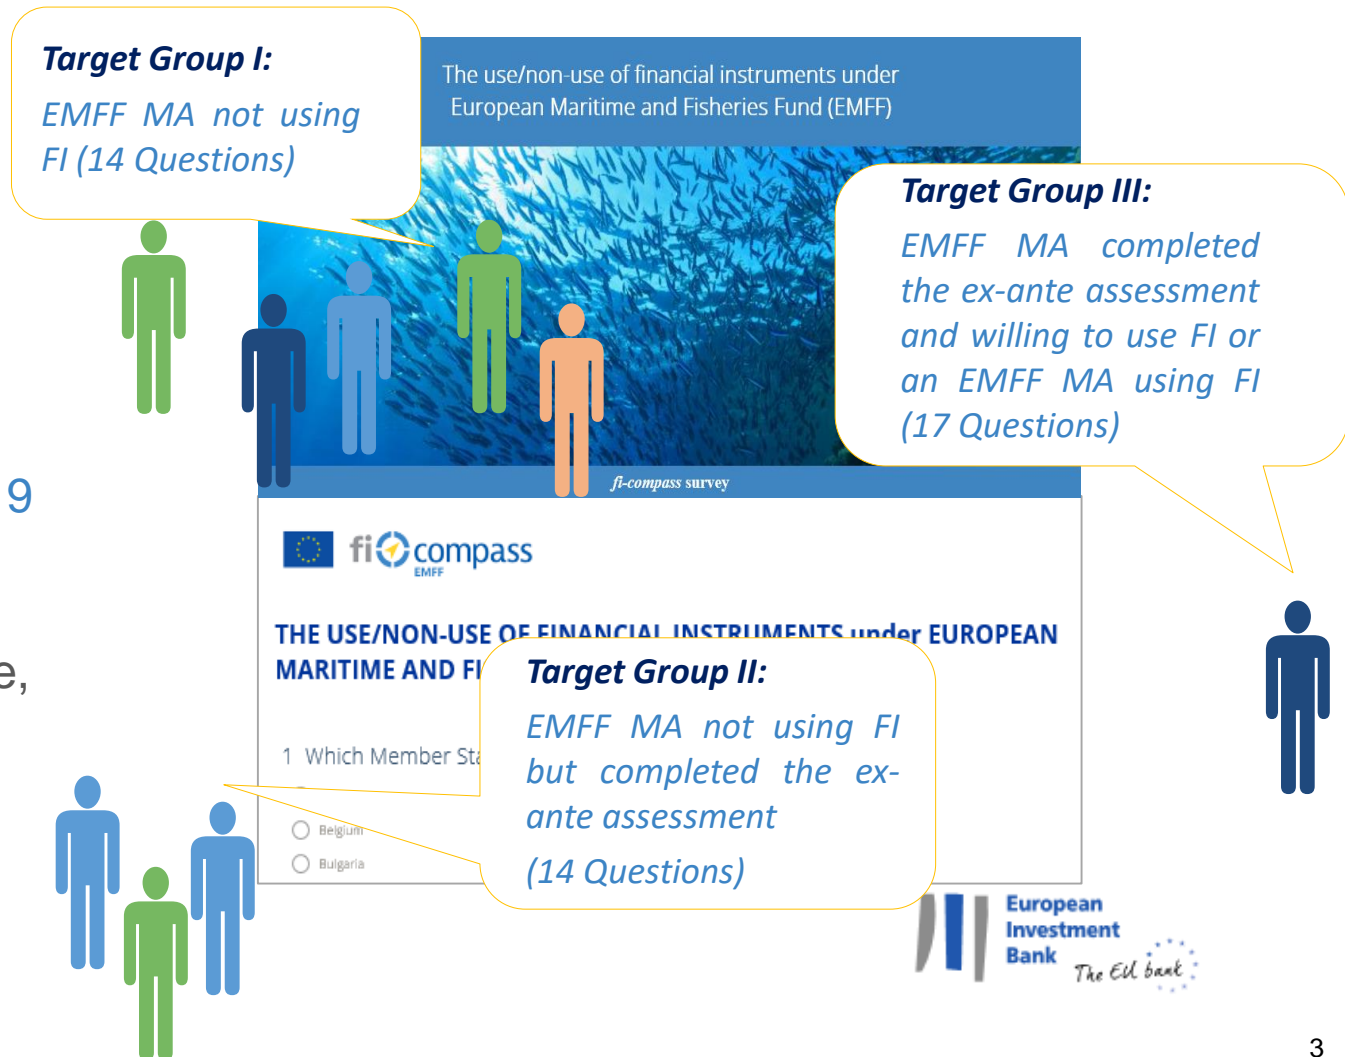 Target Group I:
EMFF MA not using
FI (14 Questions)
The use/non-use of financial instruments under
European Maritime and Fisheries Fund (EMFF)
Target Group III:
EMFF MA completed
the ex-ante assessment
and willing to use FI or
an EMFF MA using FI
(17 Questions)
fi-compass survey
9
fi compass
EMFF
THE USE/NON-USE OF FINANCIAL INSTRUMENTS under EUROPEAN
MARITIME AND
e,
Target Group II:
EMFF MA not using FI
but completed the ex-
ante assessment
(14 Questions)
1 Which Member
Belgium
Bulgaria
European
Investment
Bank
The EU bank
3